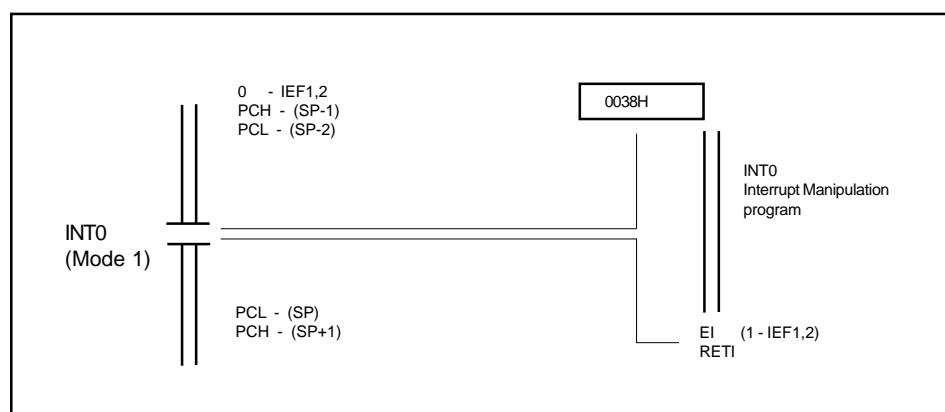 0 - IEF1,2
PCH - (SP-1)
PCL - (SP-2)
0038H
INT0
Interrupt Manipulation
program
INT0
(Mode 1)
PCL - (SP)
PCH - (SP+1)
EI (1 - IEF1,2)
RETI